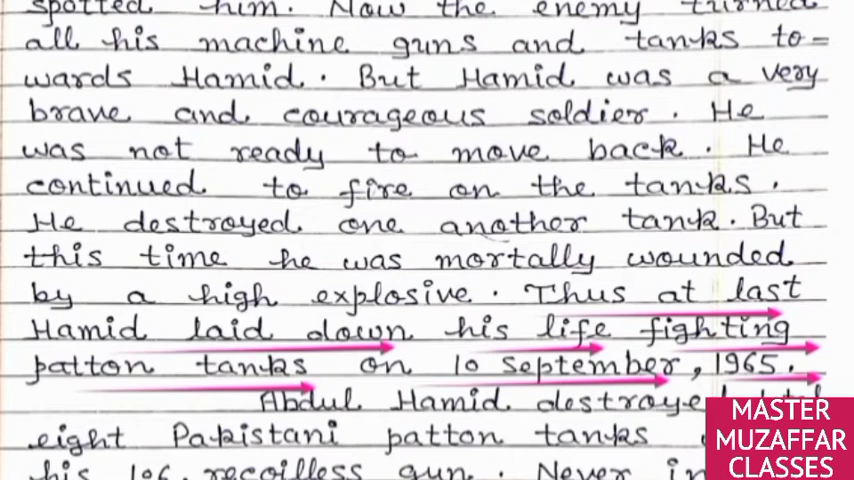 spotted him. Now the enemy turned
all his machine guns and tanks to=
wards Hamid. But Hamid was a very
brave and courageous soldier. He
was not ready to move back. He
continued to fire on the tanks.
He destroyed one another tank. But
this time he was mortally wounded
by a high explosive. Thus at last
Hamid laid down his life fighting
patton tanks on 10 September, 1965.
Abdul Hamid destroyed
eight Pakistani patton tanks
his 106. recoilless gun. Never in
MASTER
MUZAFFAR
CLASSES